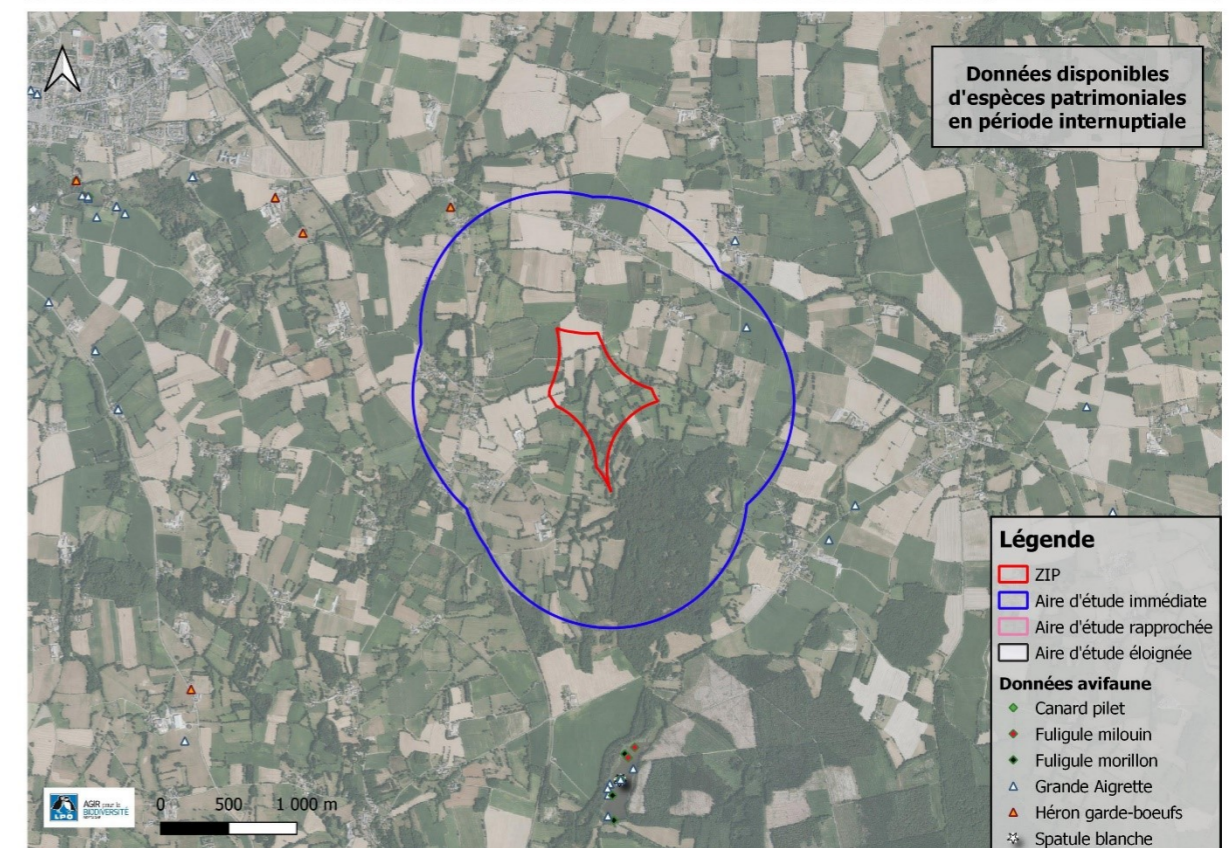 Données disponibles
d'espèces patrimoniales
en période internuptiale
Légende
ZIP
Aire d'étude immédiate
Aire d'étude rapprochée
Aire d'étude éloignée
Données avifaune
Canard pilet
Fuligule milouin
Fuligule morillon
Grande Aigrette
Héron garde-boeufs
Spatule blanche
LPO
AGIR pour la
BIODIVERSITÉ
0 500 1 000 m